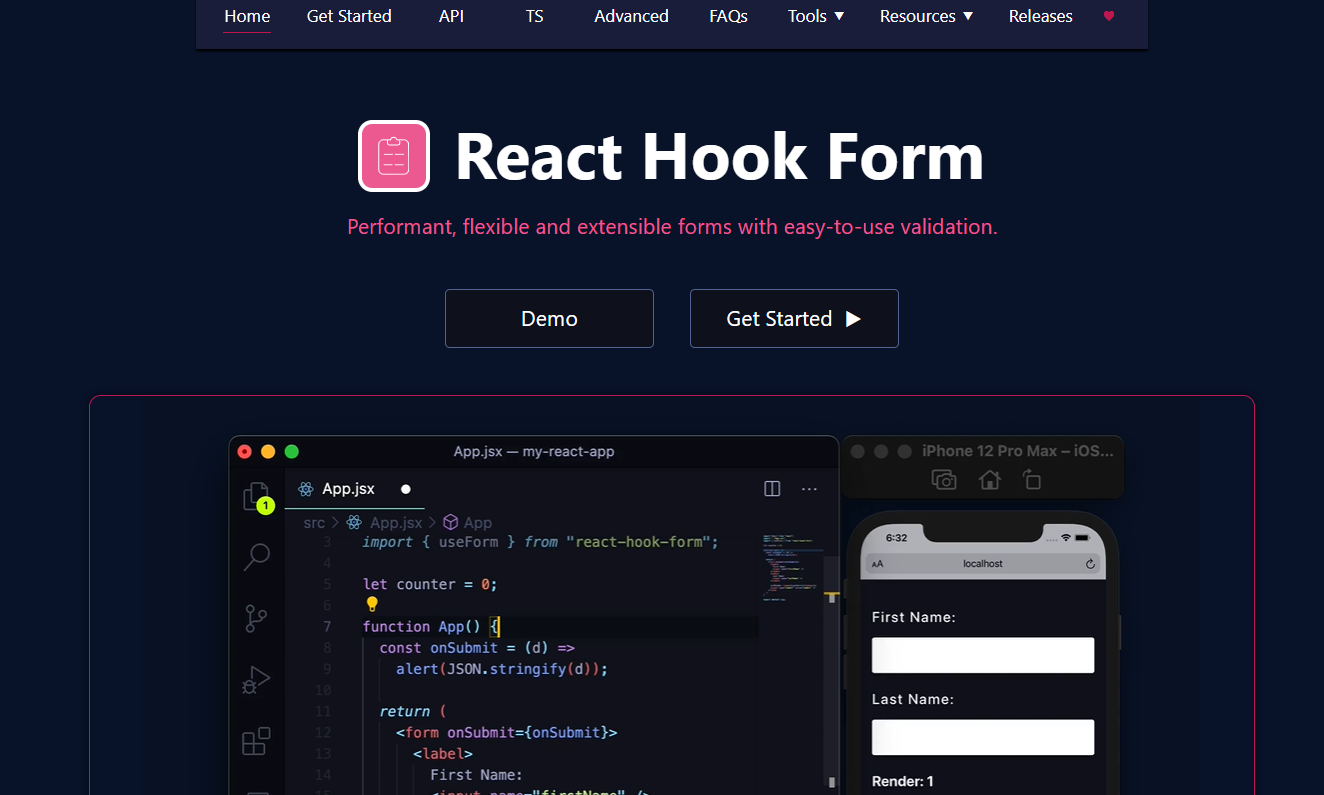 Home Get Started API TS Advanced FAQs Tools ▼ Resources ▼ Releases
React Hook Form
Performant, flexible and extensible forms with easy-to-use validation.
Demo
Get Started ▶
App.jsx — my-react-app
1
App.jsx
src > App.jsx > App
3 import { useForm } from "react-hook-form";
4
5 let counter = 0;
6
7 function App() {
8 const onSubmit = (d) =>
9 alert(JSON.stringify(d));
10
11 return (
12 <form onSubmit={onSubmit}>
13 <label>
14 First Name:
<input name="firstName" />
iPhone 12 Pro Max – iOS...
6:32
AA localhost
First Name:
Last Name:
Render: 1